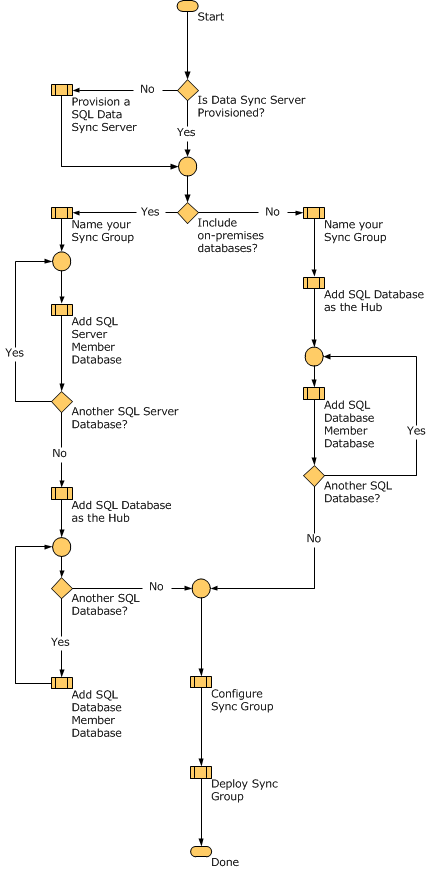 Start
No
Provision a
SQL Data
Sync Server
Is Data Sync Server
Provisioned?
Yes
Yes
No
Name your
Sync Group
Include
on-premises
databases?
Name your
Sync Group
Add SQL Database
as the Hub
Add SQL
Server
Member
Database
Yes
Another SQL Server
Database?
Add SQL
Database
Member
Database
Yes
No
Another SQL
Database?
Add SQL Database
as the Hub
No
Another SQL
Database?
No
Yes
Add SQL
Database
Member
Database
Configure
Sync Group
Deploy Sync
Group
Done